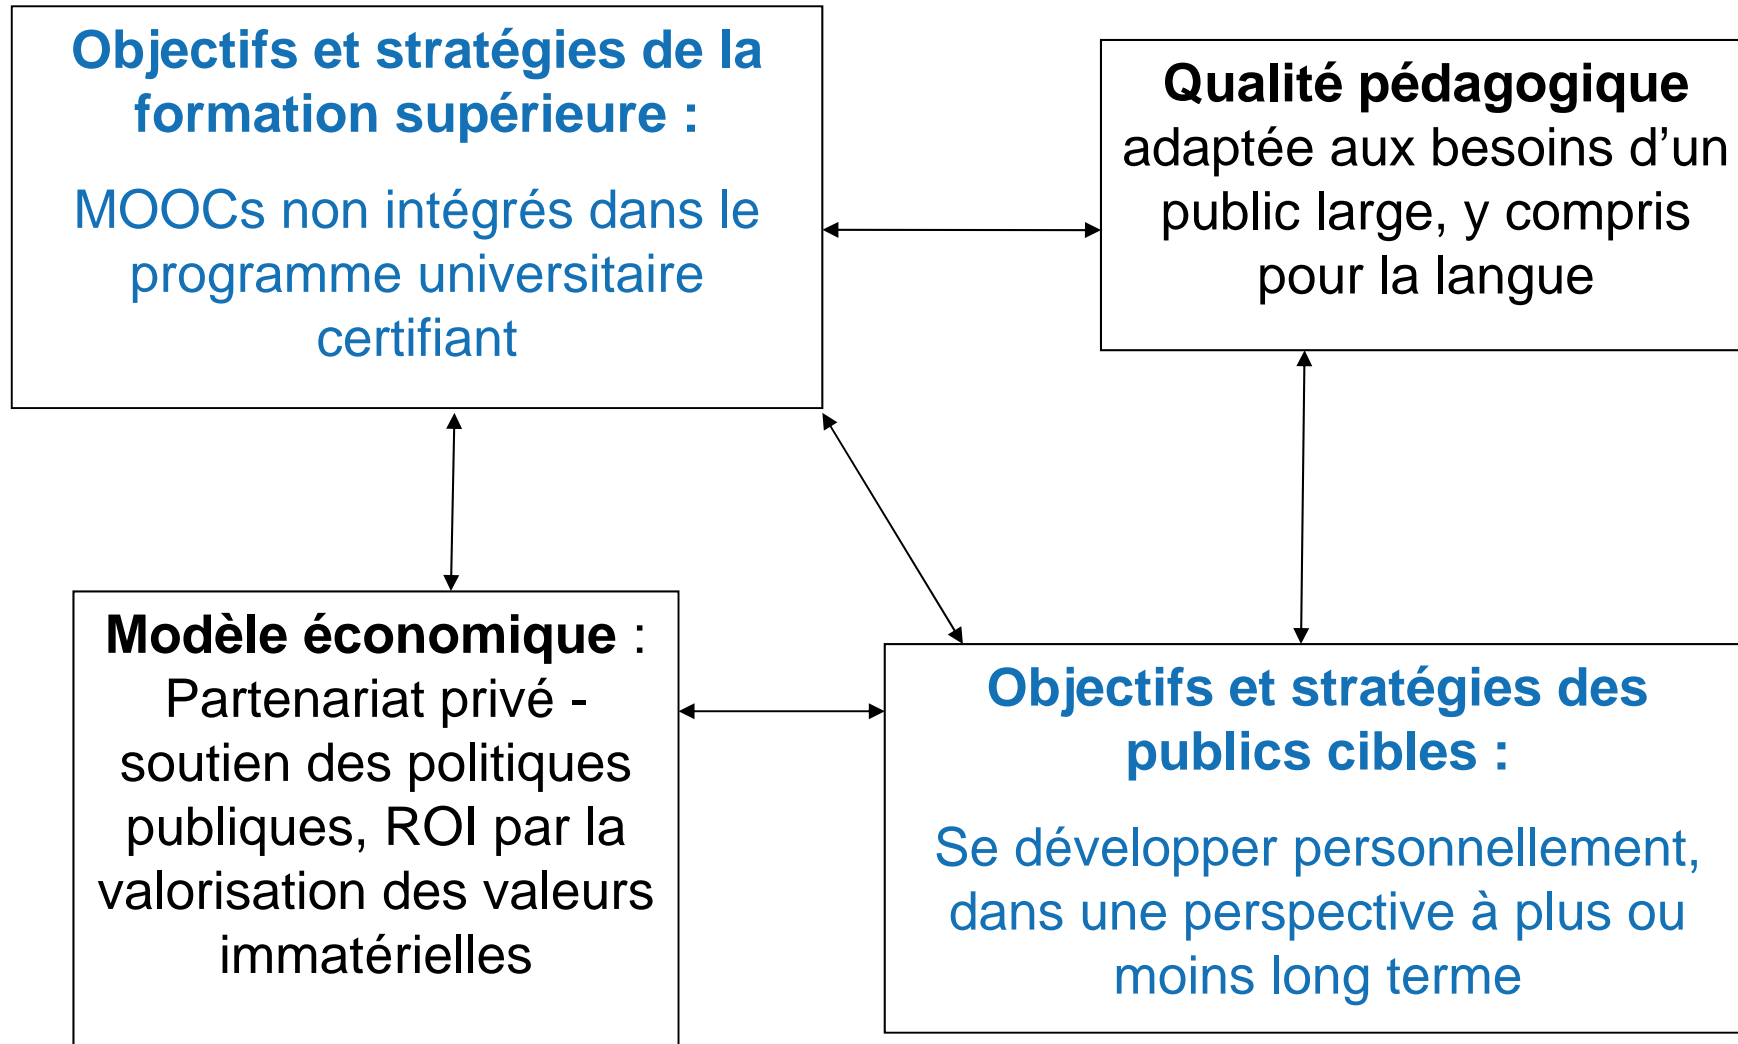 Objectifs et stratégies de la
formation supérieure :
MOOCs non intégrés dans le
programme universitaire
certifiant
Qualité pédagogique
adaptée aux besoins d’un
public large, y compris
pour la langue
Modèle économique :
Partenariat privé -
soutien des politiques
publiques, ROI par la
valorisation des valeurs
immatérielles
Objectifs et stratégies des
publics cibles :
Se développer personnellement,
dans une perspective à plus ou
moins long terme